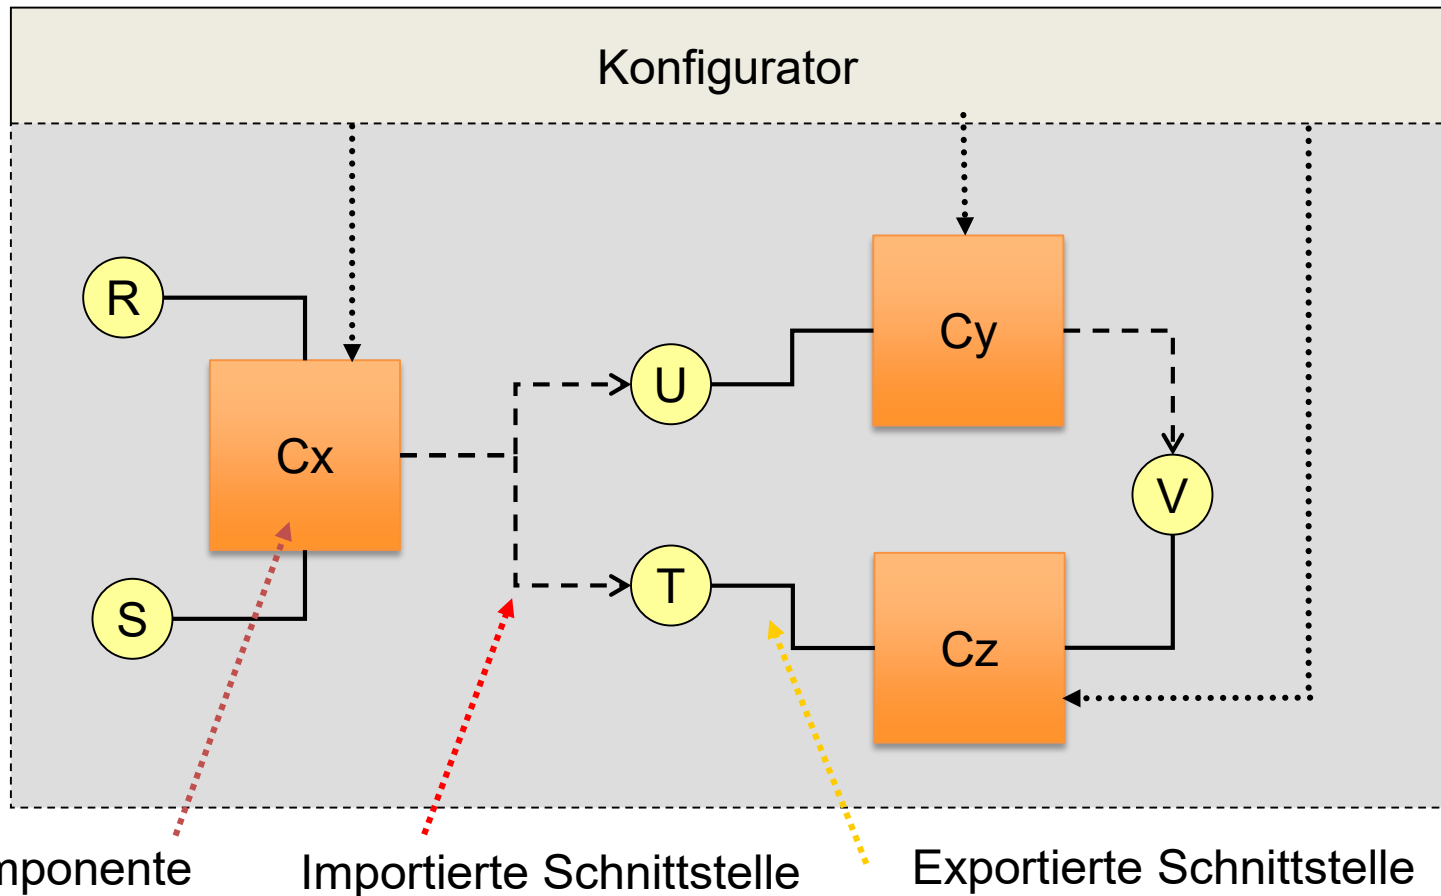 Konfigurator
R
Cy
U
Cx
V
T
S
Cz
mponente
Importierte Schnittstelle
Exportierte Schnittstelle